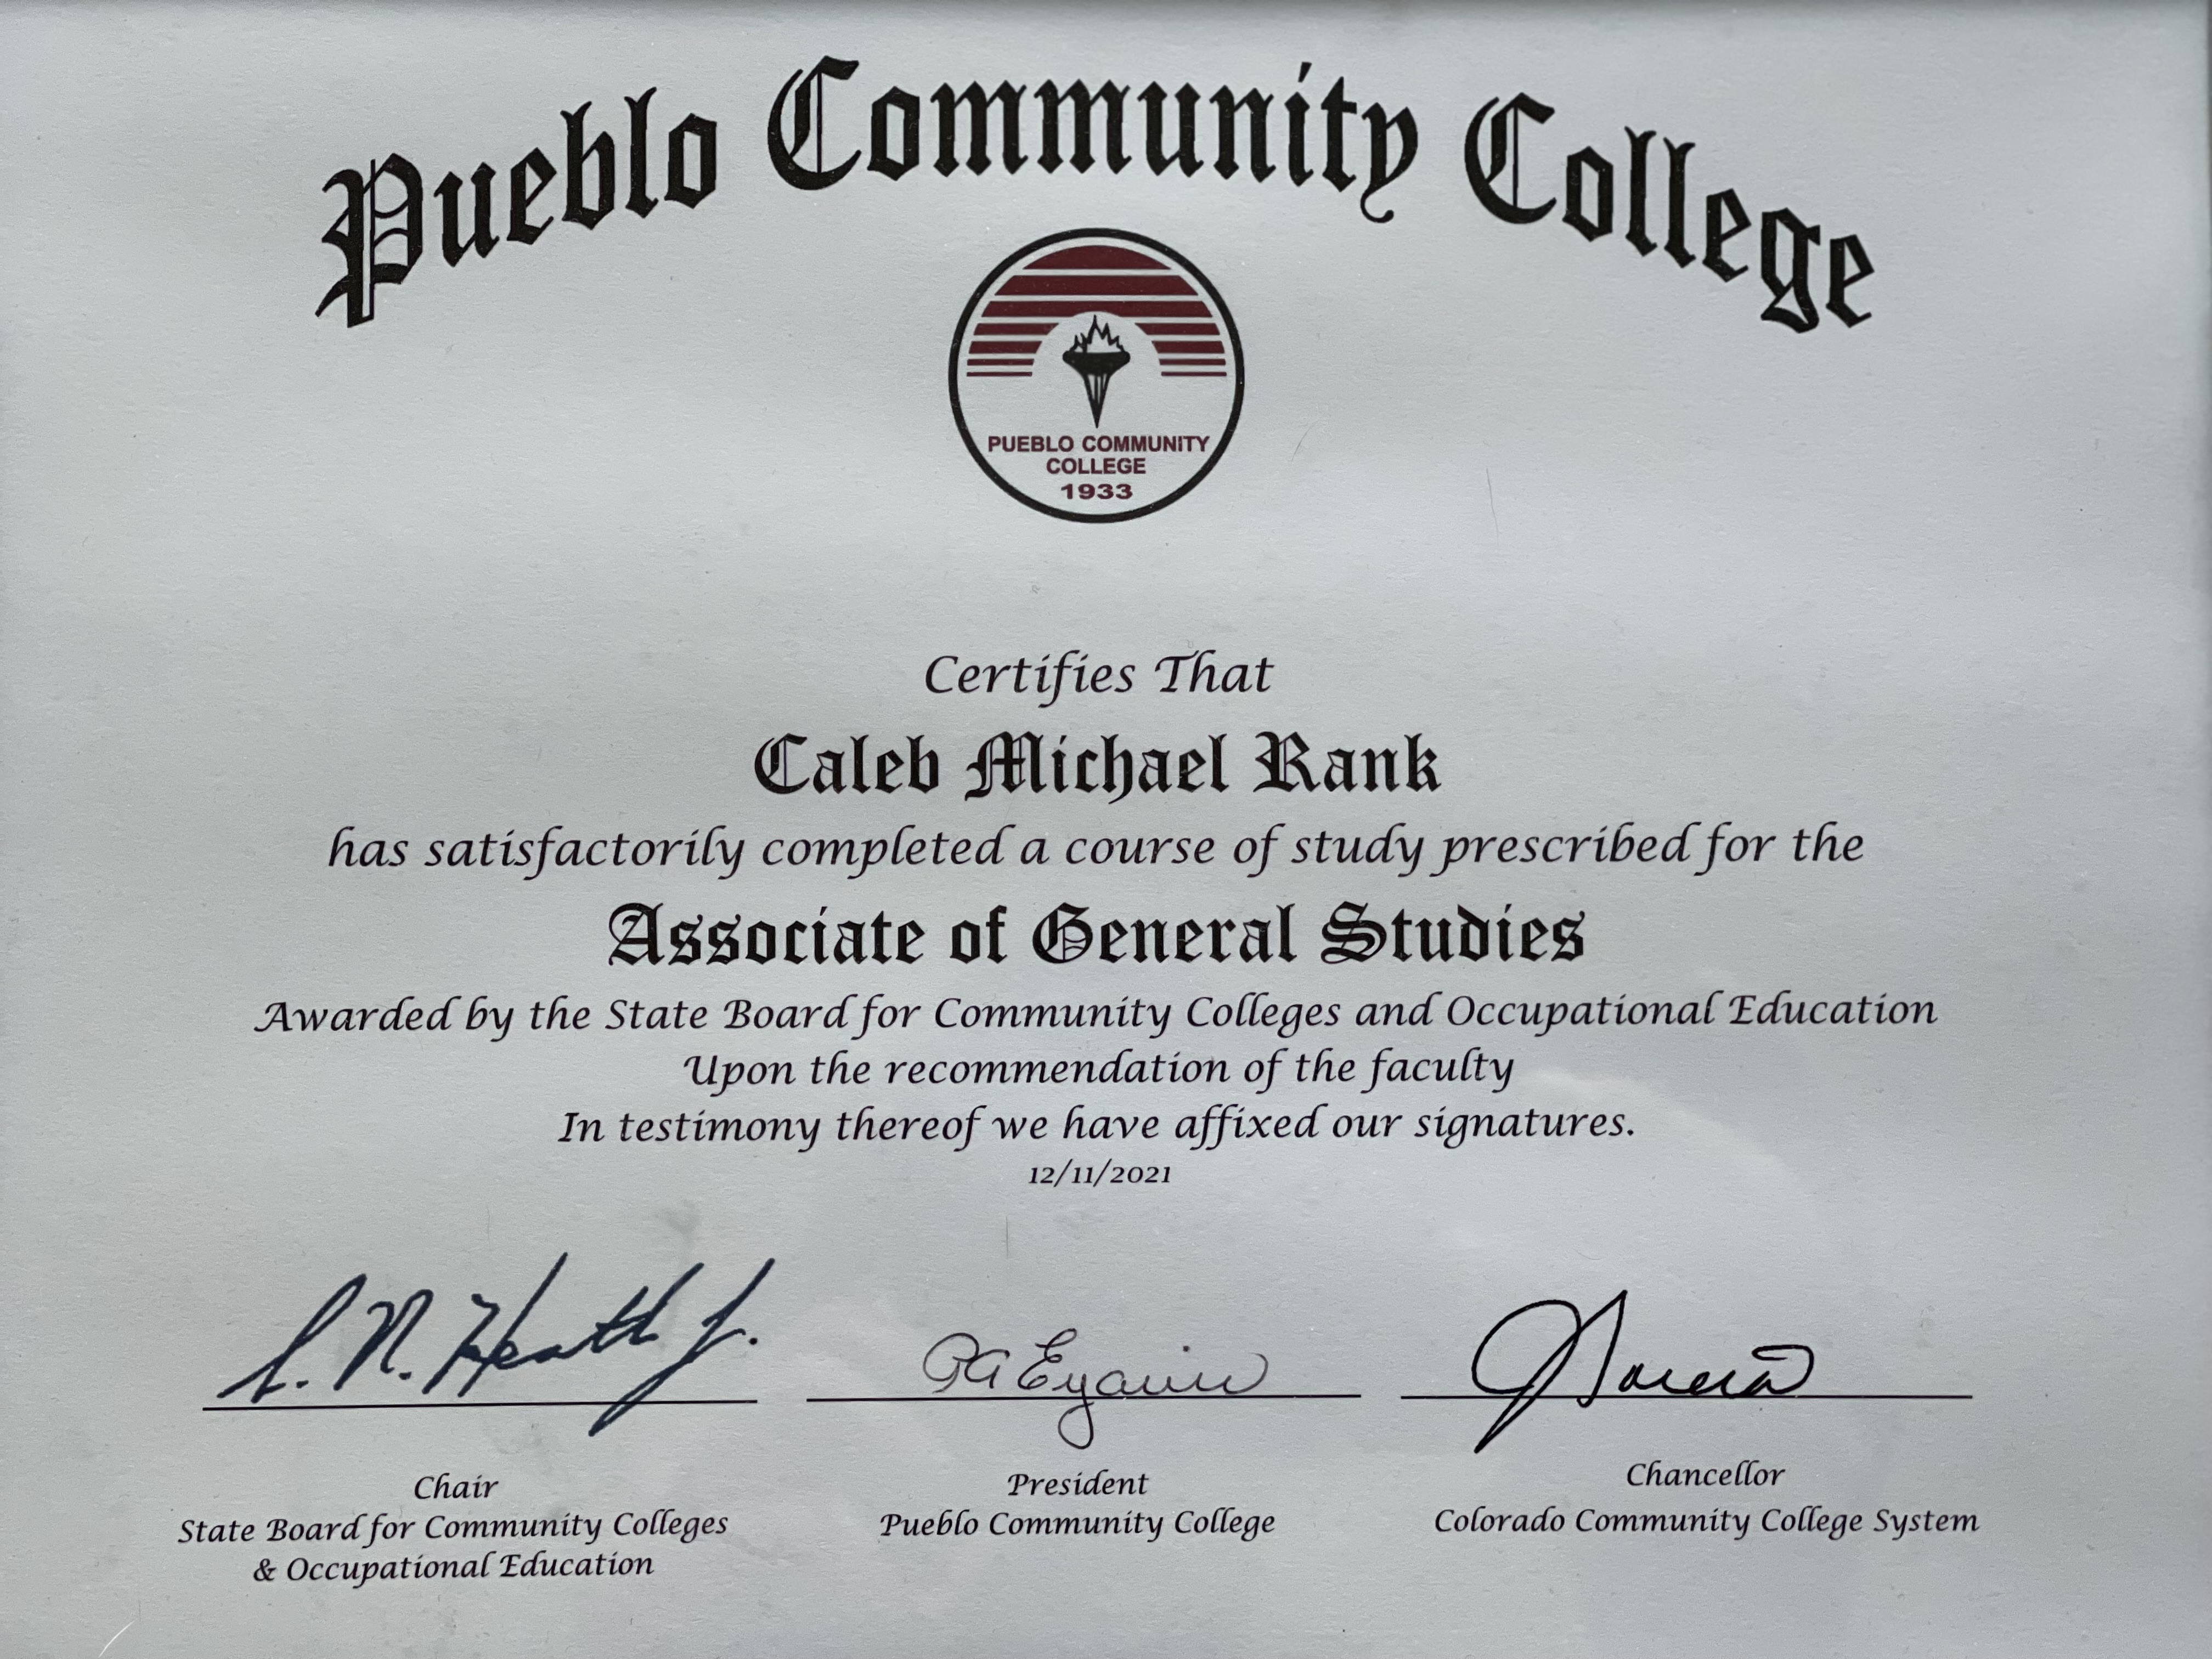 Pueblo Community College
PUEBLO COMMUNITY
COLLEGE
1933
Certifies That
Caleb Michael Rank
has satisfactorily completed a course of study prescribed for the
Associate of General Studies
Awarded by the State Board for Community Colleges and Occupational Education
Upon the recommendation of the faculty
In testimony thereof we have affixed our signatures.
12/11/2021
Chair
State Board for Community Colleges
& Occupational Education
President
Pueblo Community College
Chancellor
Colorado Community College System